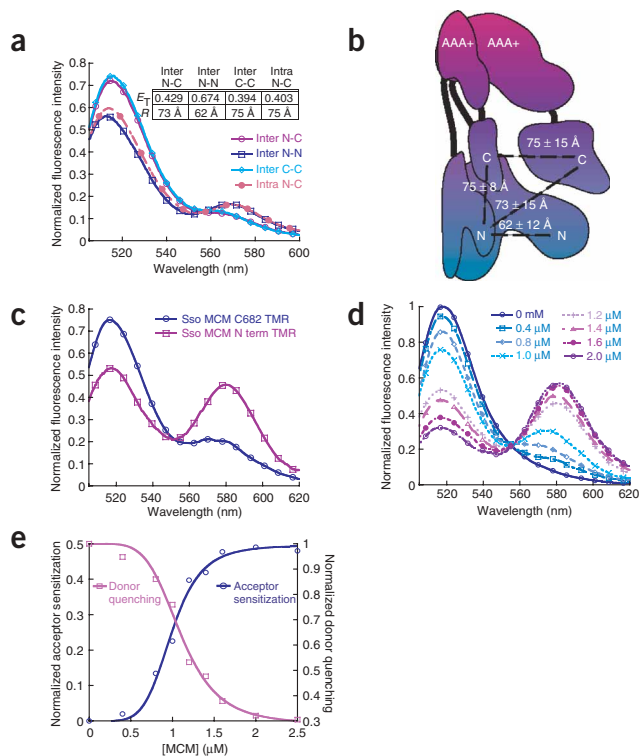 a
Inter Inter Inter Intra
N-C N-N C-C N-C
E_T 0.429 0.674 0.394 0.403
R 73 Å 62 Å 75 Å 75 Å
Inter N-C
Inter N-N
Inter C-C
Intra N-C
Normalized fluorescence intensity
0.8
0.7
0.6
0.5
0.4
0.3
0.2
0.1
0
520 540 560 580 600
Wavelength (nm)
b
AAA+ AAA+
75 ± 15 Å
C C
75 ± 8 Å
73 ± 15 Å
62 ± 12 Å
N N
c
Sso MCM C682 TMR
Sso MCM N term TMR
Normalized fluorescence intensity
0.8
0.7
0.6
0.5
0.4
0.3
0.2
0.1
0
520 540 560 580 600 620
Wavelength (nm)
d
0 mM 1.2 µM
0.4 µM 1.4 µM
0.8 µM 1.6 µM
1.0 µM 2.0 µM
Normalized fluorescence intensity
1
0.8
0.6
0.4
0.2
0
520 540 560 580 600 620
Wavelength (nm)
e
Donor
quenching
Acceptor
sensitization
Normalized acceptor sensitization
0.5
0.4
0.3
0.2
0.1
0
Normalized donor quenching
1
0.9
0.8
0.7
0.6
0.5
0.4
0.3
0 0.5 1 1.5 2 2.5
[MCM] (µM)